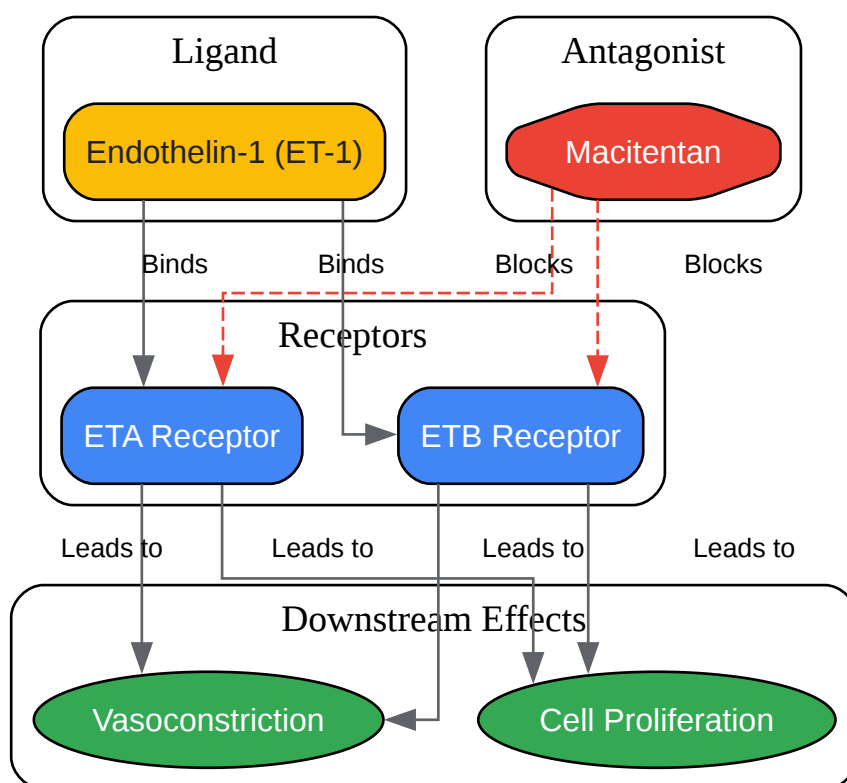 Ligand
Antagonist
Endothelin-1 (ET-1)
Macitentan
Binds
Binds
Blocks
Blocks
Receptors
ETA Receptor
ETB Receptor
Leads to
Leads to
Leads to
Leads to
Downstream Effects
Vasoconstriction
Cell Proliferation